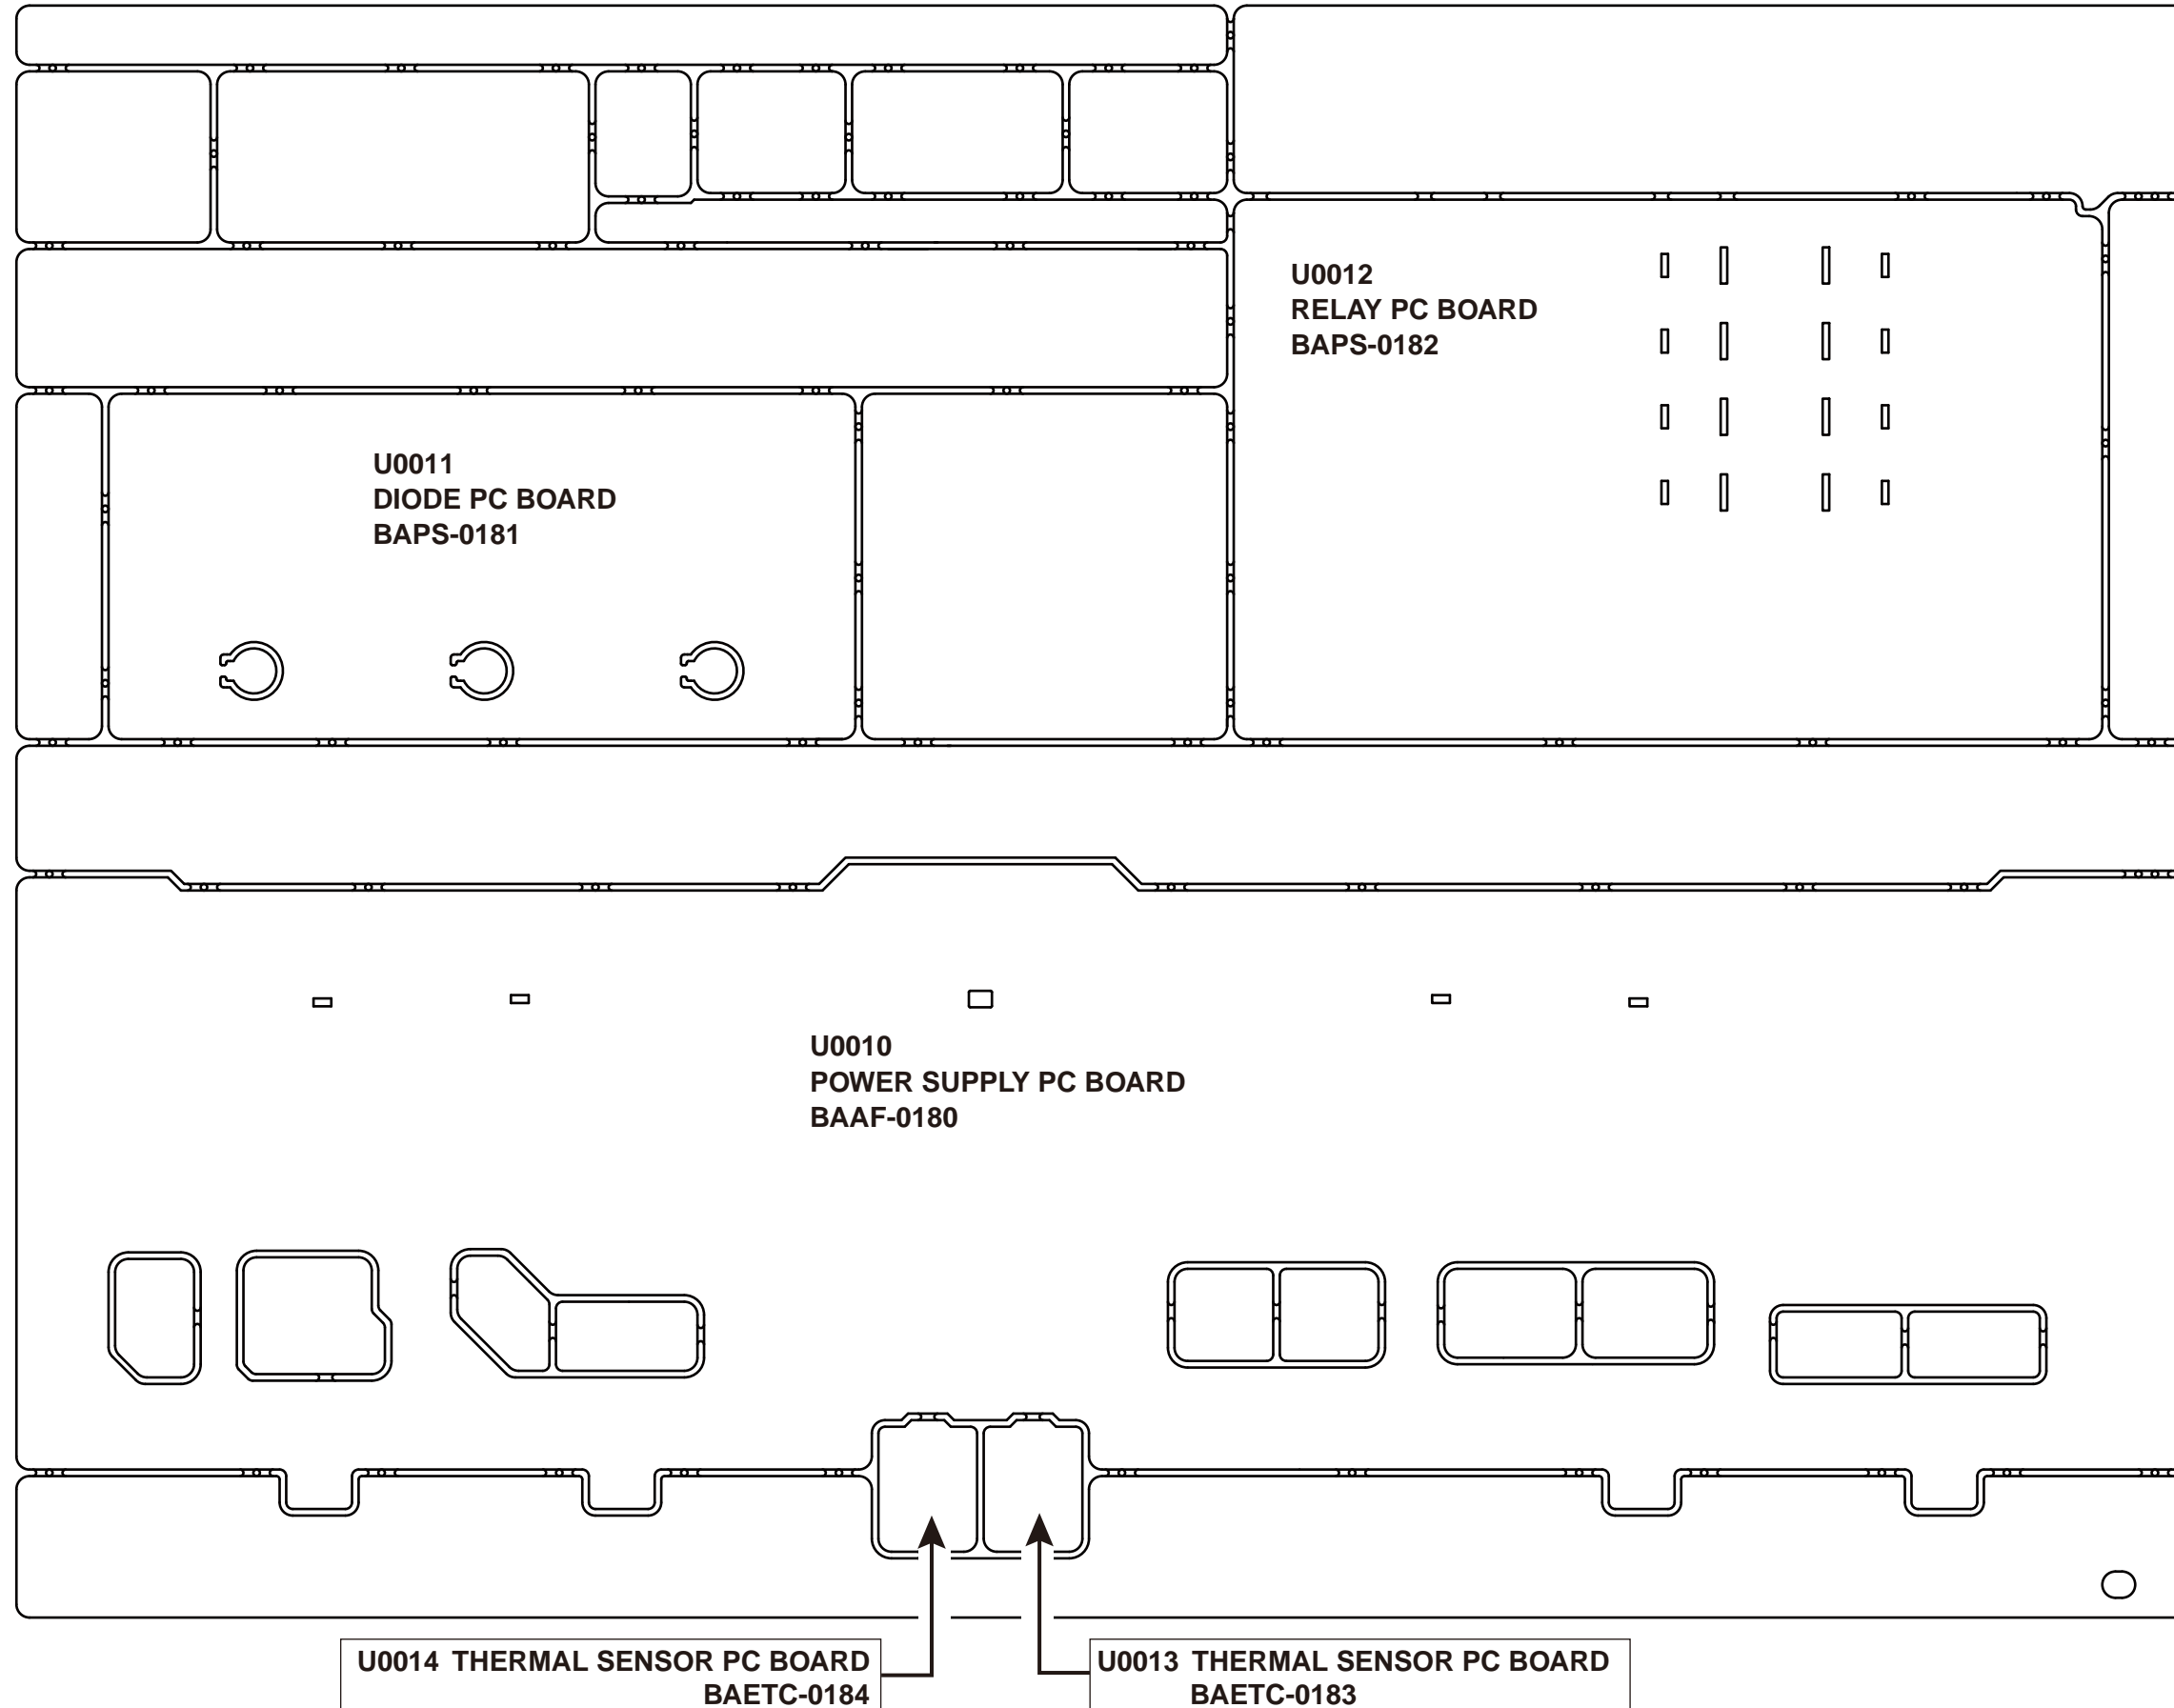 U0012
RELAY PC BOARD
BAPS-0182
U0011
DIODE PC BOARD
BAPS-0181
U0010
POWER SUPPLY PC BOARD
BAAF-0180
U0014 THERMAL SENSOR PC BOARD
BAETC-0184
U0013 THERMAL SENSOR PC BOARD
BAETC-0183